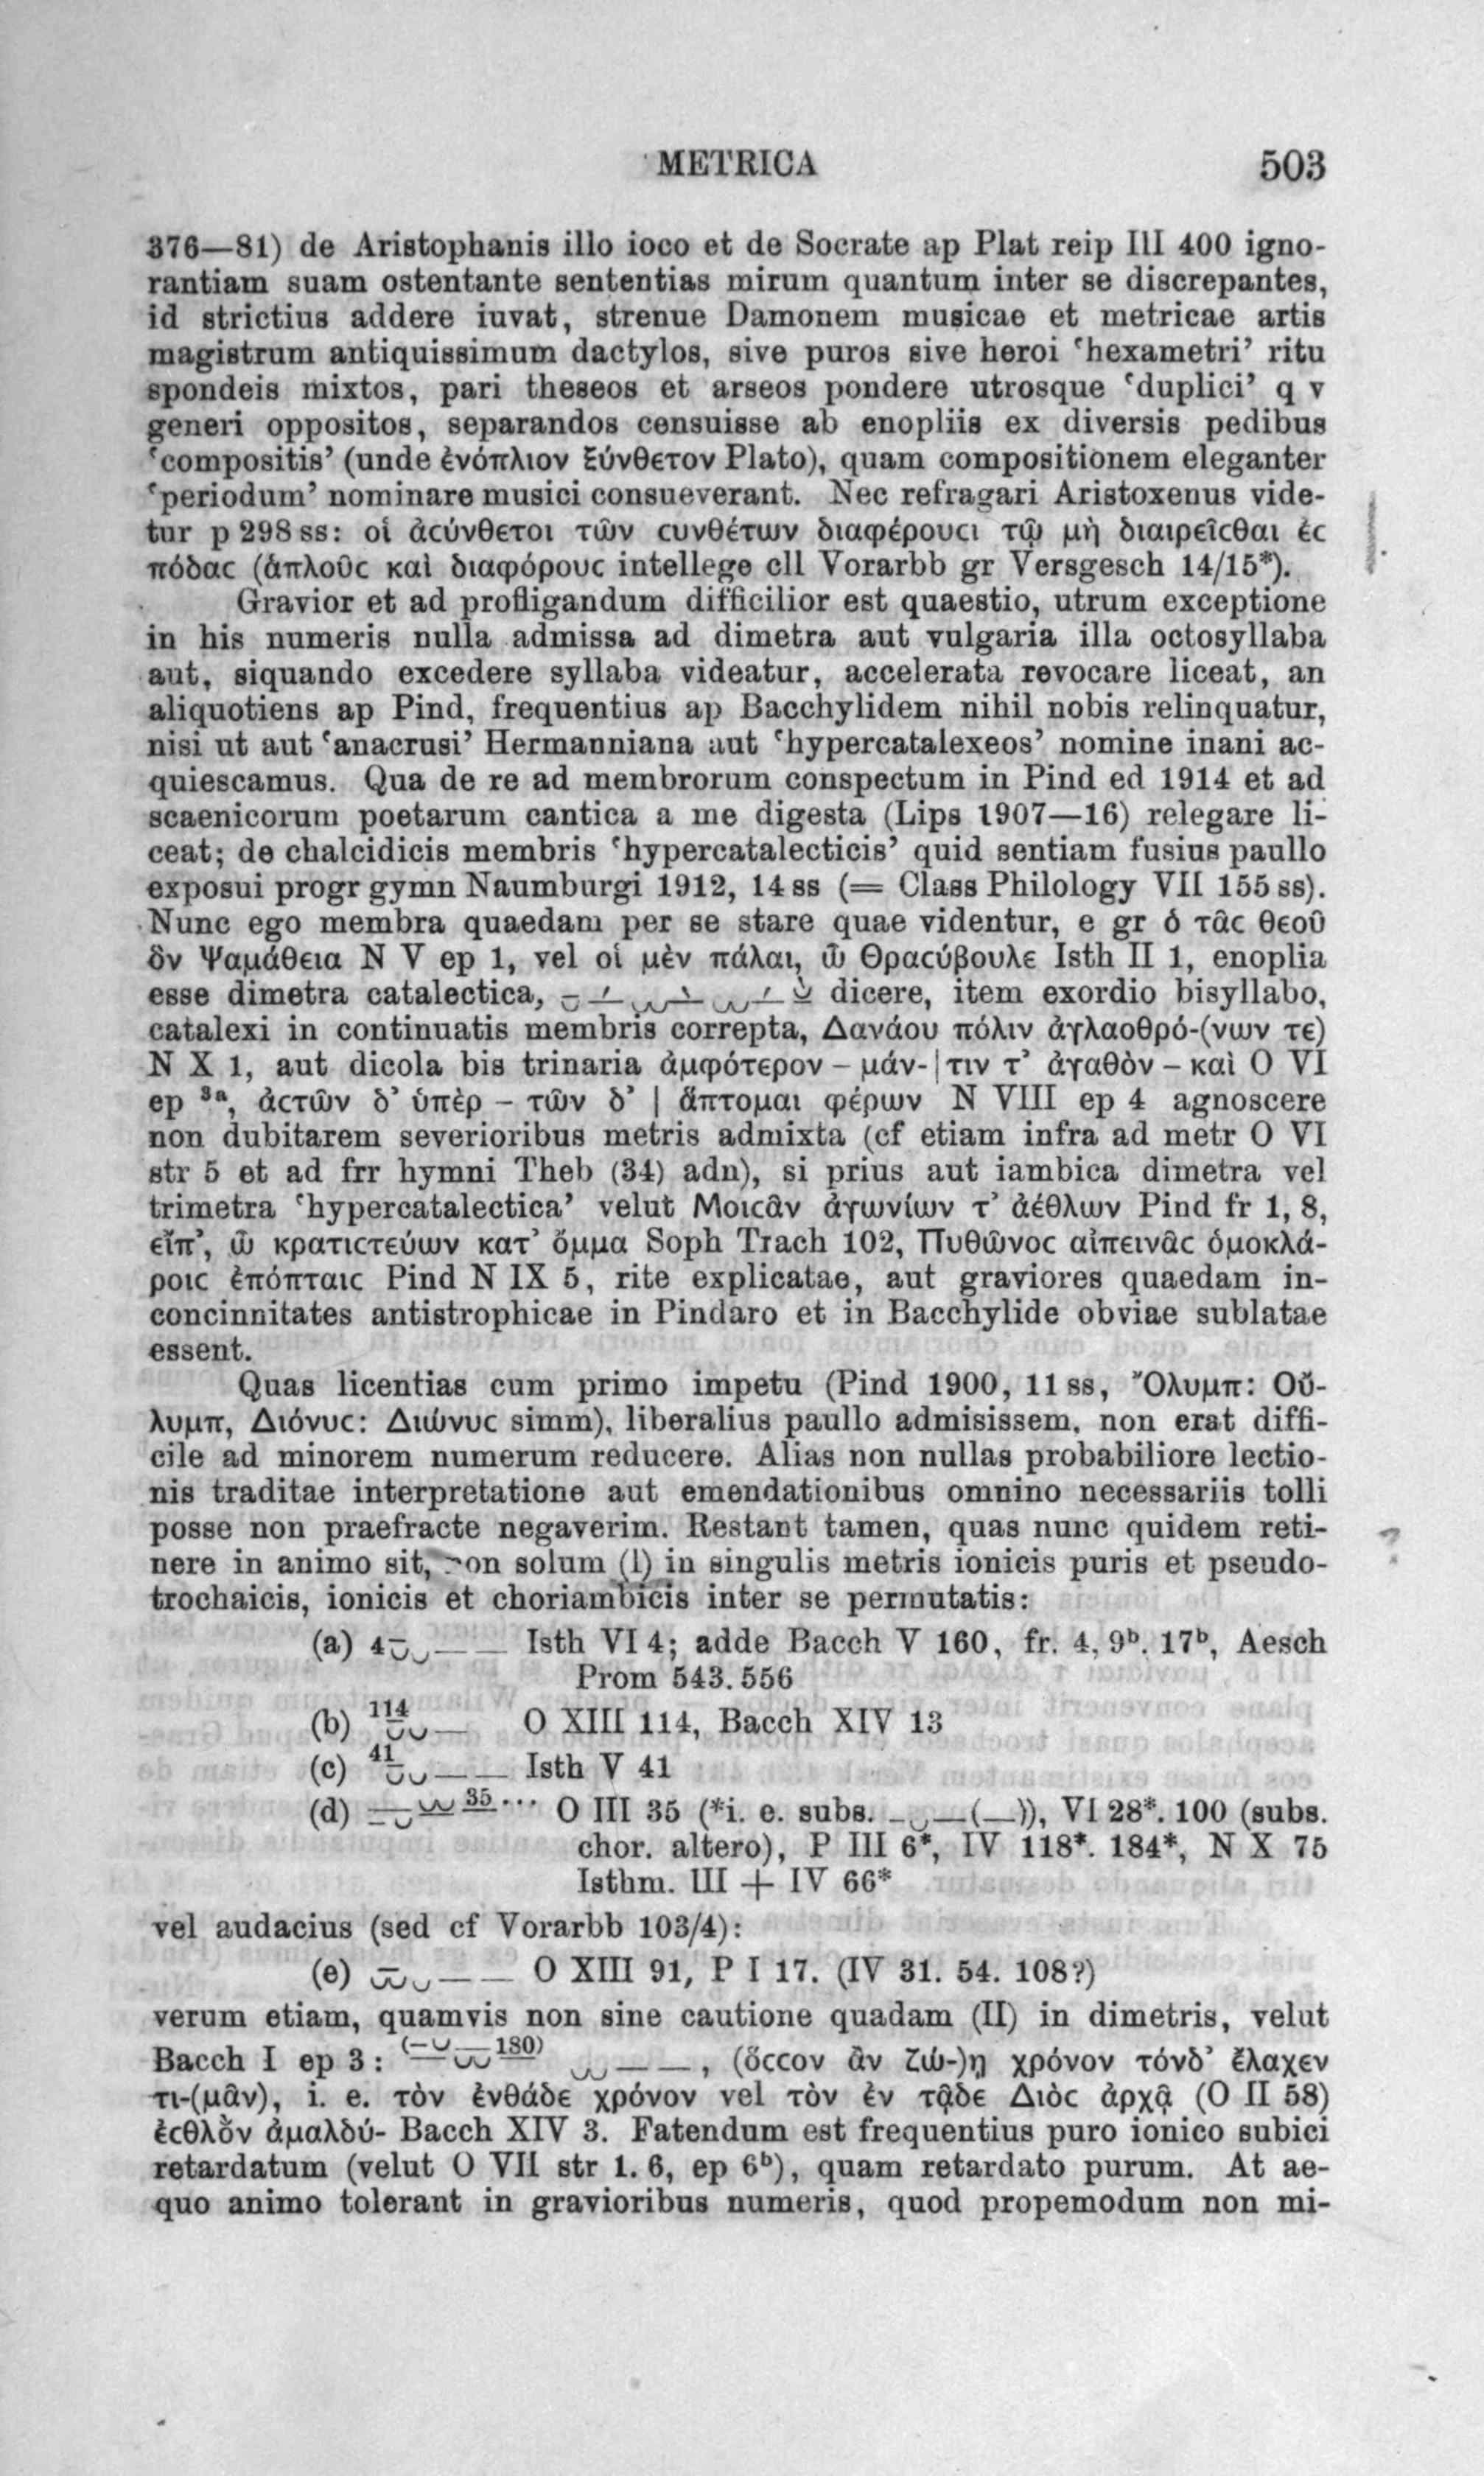 METRICA 503
376—81) de Aristophanis illo ioco et de Socrate ap Plat reip III 400 igno-
rantiam suam ostentante sententias mirum quantum inter se discrepantes,
id strictius addere iuvat, strenue Damonem musicae et metricae artis
magistrum antiquissimum dactylos, sive puros sive heroi ‛hexametri’ ritu
spondeis mixtos, pari theseos et arseos pondere utrosque ‛duplici’ q v
generi oppositos, separandos censuisse ab enopliis ex diversis pedibus
‛compositis’ (unde ἐνόπλιον ξύνθετον Plato), quam compositionem eleganter
‛periodum’ nominare musici consueverant. Nec refragari Aristoxenus vide-
tur p 298 ss: οἱ ἀϲύνθετοι τῶν ϲυνθέτων διαφέρουϲι τῷ μὴ διαιρεῖϲθαι ἐϲ
πόδαϲ (ἁπλοῦϲ καὶ διαφόρουϲ intellege cll Vorarbb gr Versgesch 14/15*).
Gravior et ad profligandum difficilior est quaestio, utrum exceptione
in his numeris nulla admissa ad dimetra aut vulgaria illa octosyllaba
aut, siquando excedere syllaba videatur, accelerata revocare liceat, an
aliquotiens ap Pind, frequentius ap Bacchylidem nihil nobis relinquatur,
nisi ut aut ‛anacrusi’ Hermanniana aut ‛hypercatalexeos’ nomine inani ac-
quiescamus. Qua de re ad membrorum conspectum in Pind ed 1914 et ad
scaenicorum poetarum cantica a me digesta (Lips 1907—16) relegare li-
ceat; de chalcidicis membris ‛hypercatalecticis’ quid sentiam fusius paullo
exposui progr gymn Naumburgi 1912, 14 ss (= Class Philology VII 155 ss).
Nunc ego membra quaedam per se stare quae videntur, e gr ὁ τᾶϲ θεοῦ
ὃν Ψαμάθεια N V ep 1, vel οἱ μὲν πάλαι, ὦ Θραϲύβουλε Isth II 1, enoplia
esse dimetra catalectica, dicere, item exordio bisyllabo,
catalexi in continuatis membris correpta, Δανάου πόλιν ἀγλαοθρό-(νων τε)
N X 1, aut dicola bis trinaria ἀμφότερον – μάν-|τιν τ’ ἀγαθὸν – καὶ O VI
ep 3a, ἀϲτῶν δ’ ὑπὲρ – τῶν δ’ | ἅπτομαι φέρων N VIII ep 4 agnoscere
non dubitarem severioribus metris admixta (cf etiam infra ad metr O VI
str 5 et ad frr hymni Theb (34) adn), si prius aut iambica dimetra vel
trimetra ‛hypercatalectica’ velut Μοιϲᾶν ἀγωνίων τ’ ἀέθλων Pind fr 1, 8,
εἴπ’, ὦ κρατιϲτεύων κατ’ ὄμμα Soph Trach 102, Πυθῶνοϲ αἰπεινᾶϲ ὁμοκλά-
ροιϲ ἐπόπταιϲ Pind N IX 5, rite explicatae, aut graviores quaedam in-
concinnitates antistrophicae in Pindaro et in Bacchylide obviae sublatae
essent.
Quas licentias cum primo impetu (Pind 1900, 11 ss, Ὄλυμπ: Οὔ-
λυμπ, Διόνυϲ: Διώνυϲ simm), liberalius paullo admisissem, non erat diffi-
cile ad minorem numerum reducere. Alias non nullas probabiliore lectio-
nis traditae interpretatione aut emendationibus omnino necessariis tolli
posse non praefracte negaverim. Restant tamen, quas nunc quidem reti-
nere in animo sit, non solum (I) in singulis metris ionicis puris et pseudo-
trochaicis, ionicis et choriambicis inter se permutatis:
(a) 4⏓⏑—— Isth VI 4; adde Bacch V 160, fr. 4, 9b. 17b, Aesch
Prom 543. 556
(b) 114 ⏑⏑— O XIII 114, Bacch XIV 13
(c) 41 ⏑⏑—— Isth V 41
(d) 35... O III 35 (*i. e. subs. –⏑—(—)), VI 28*. 100 (subs.
chor. altero), P III 6*, IV 118*. 184*, N X 75
Isthm. III + IV 66*
vel audacius (sed cf Vorarbb 103/4):
(e) ⏑—— O XIII 91, P I 17. (IV 31. 54. 108?)
verum etiam, quamvis non sine cautione quadam (II) in dimetris, velut
Bacch I ep 3: (–⏑—180) ⏑⏑——, (ὅϲϲον ἂν ζώ-)ῃ χρόνον τόνδ’ ἔλαχεν
τι-(μᾶν), i. e. τὸν ἐνθάδε χρόνον vel τὸν ἐν τᾷδε Διὸϲ ἀρχᾷ (O II 58)
ἐϲθλὸν ἀμαλδύ- Bacch XIV 3. Fatendum est frequentius puro ionico subici
retardatum (velut O VII str 1. 6, ep 6b), quam retardato purum. At ae-
quo animo tolerant in gravioribus numeris, quod propemodum non mi-